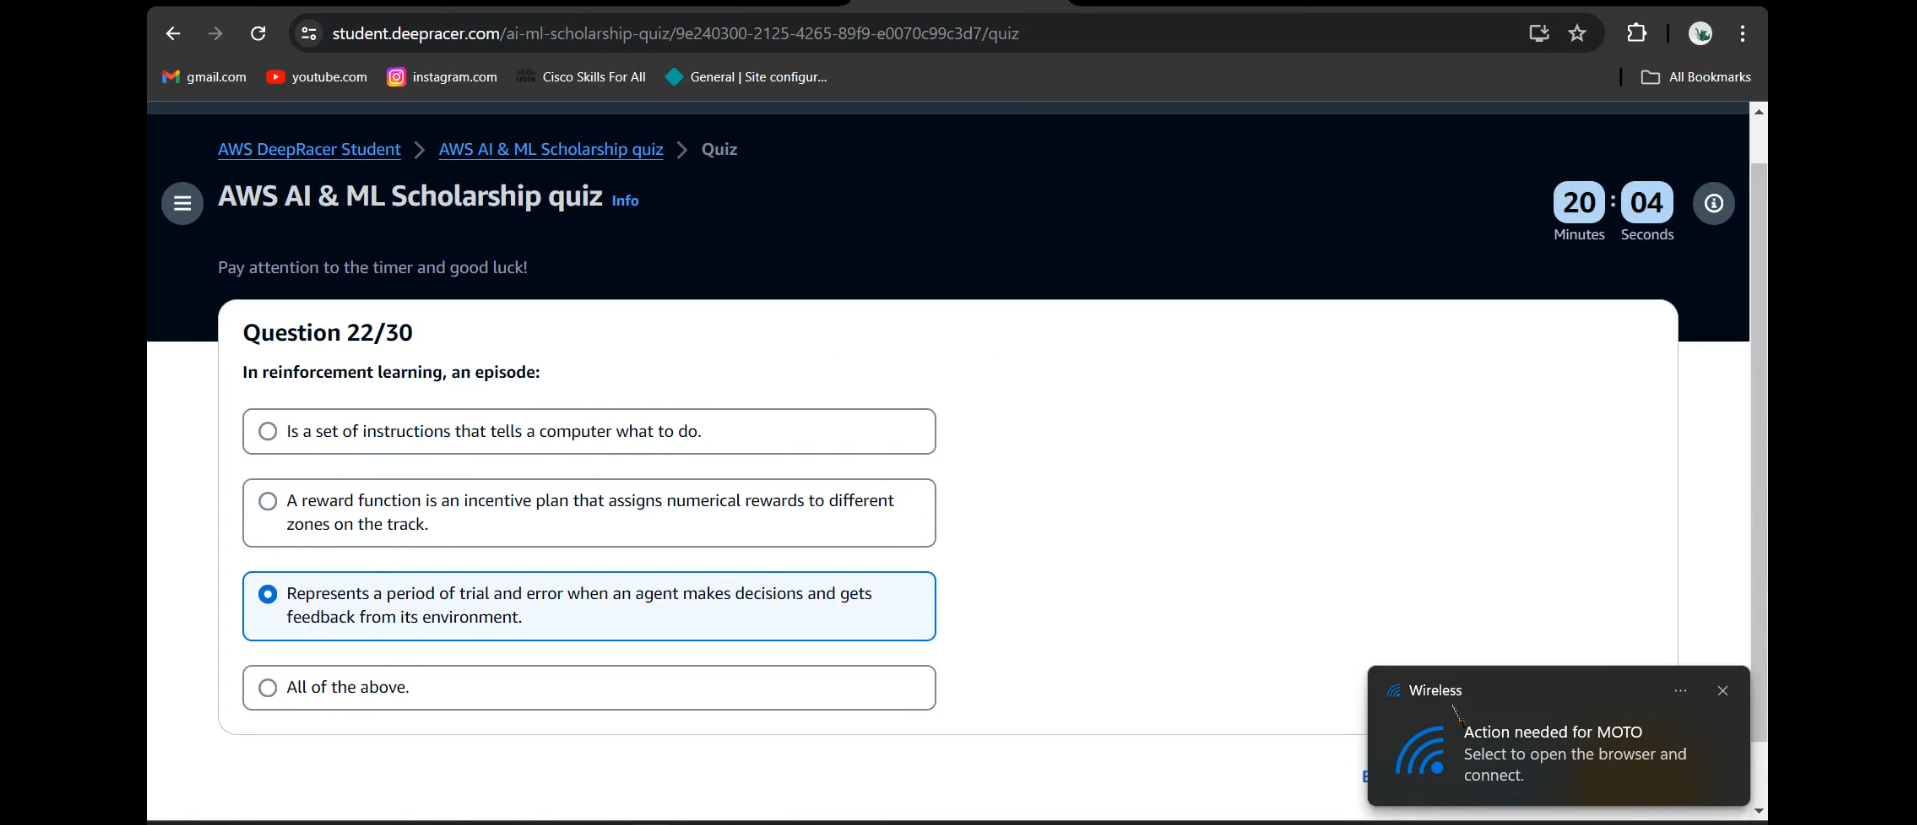 student.deepracer.com/ai-ml-scholarship-quiz/9e240300-2125-4265-89f9-e0070c99c3d7/quiz
gmail.com youtube.com instagram.com Cisco Skills For All General | Site configur... All Bookmarks
AWS DeepRacer Student AWS AI & ML Scholarship quiz Quiz
AWS AI & ML Scholarship quiz Info
20 : 04
Minutes Seconds
Pay attention to the timer and good luck!
Question 22/30
In reinforcement learning, an episode:
Is a set of instructions that tells a computer what to do.
A reward function is an incentive plan that assigns numerical rewards to different
zones on the track.
Represents a period of trial and error when an agent makes decisions and gets
feedback from its environment.
All of the above.
Wireless
Action needed for MOTO
Select to open the browser and
connect.